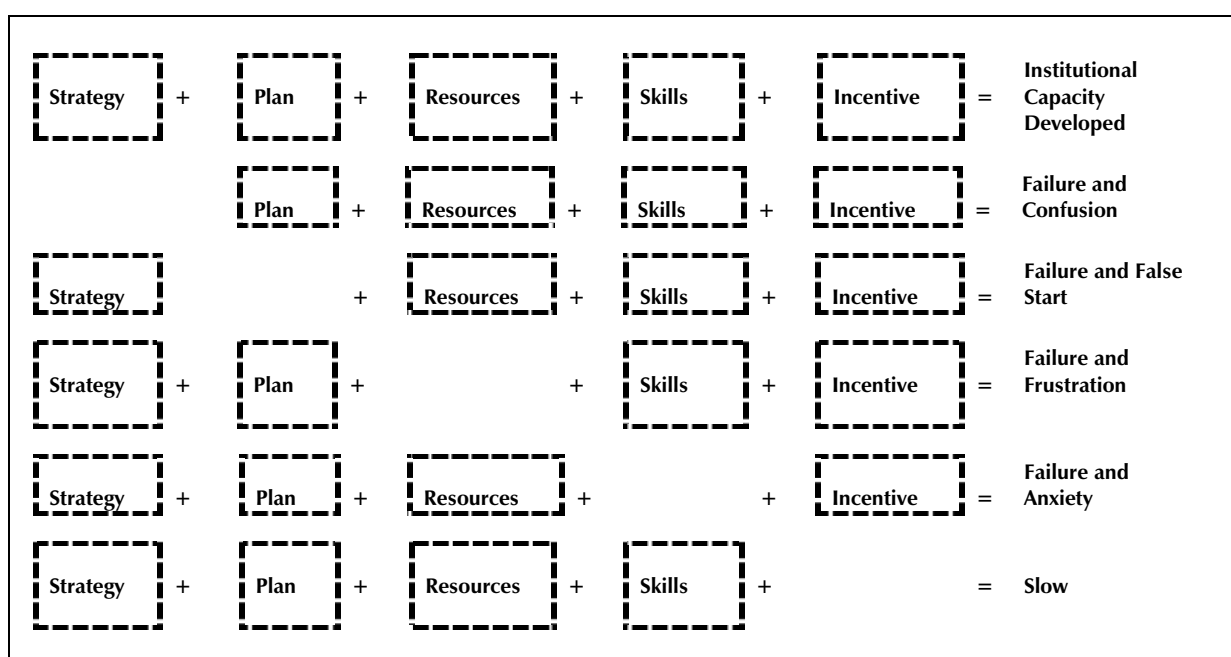 Strategy + Plan + Resources + Skills + Incentive = Institutional
Capacity
Developed
Plan + Resources + Skills + Incentive = Failure and
Confusion
Strategy + Resources + Skills + Incentive = Failure and False
Start
Strategy + Plan + + Skills + Incentive = Failure and
Frustration
Strategy + Plan + Resources + + Incentive = Failure and
Anxiety
Strategy + Plan + Resources + Skills + = Slow